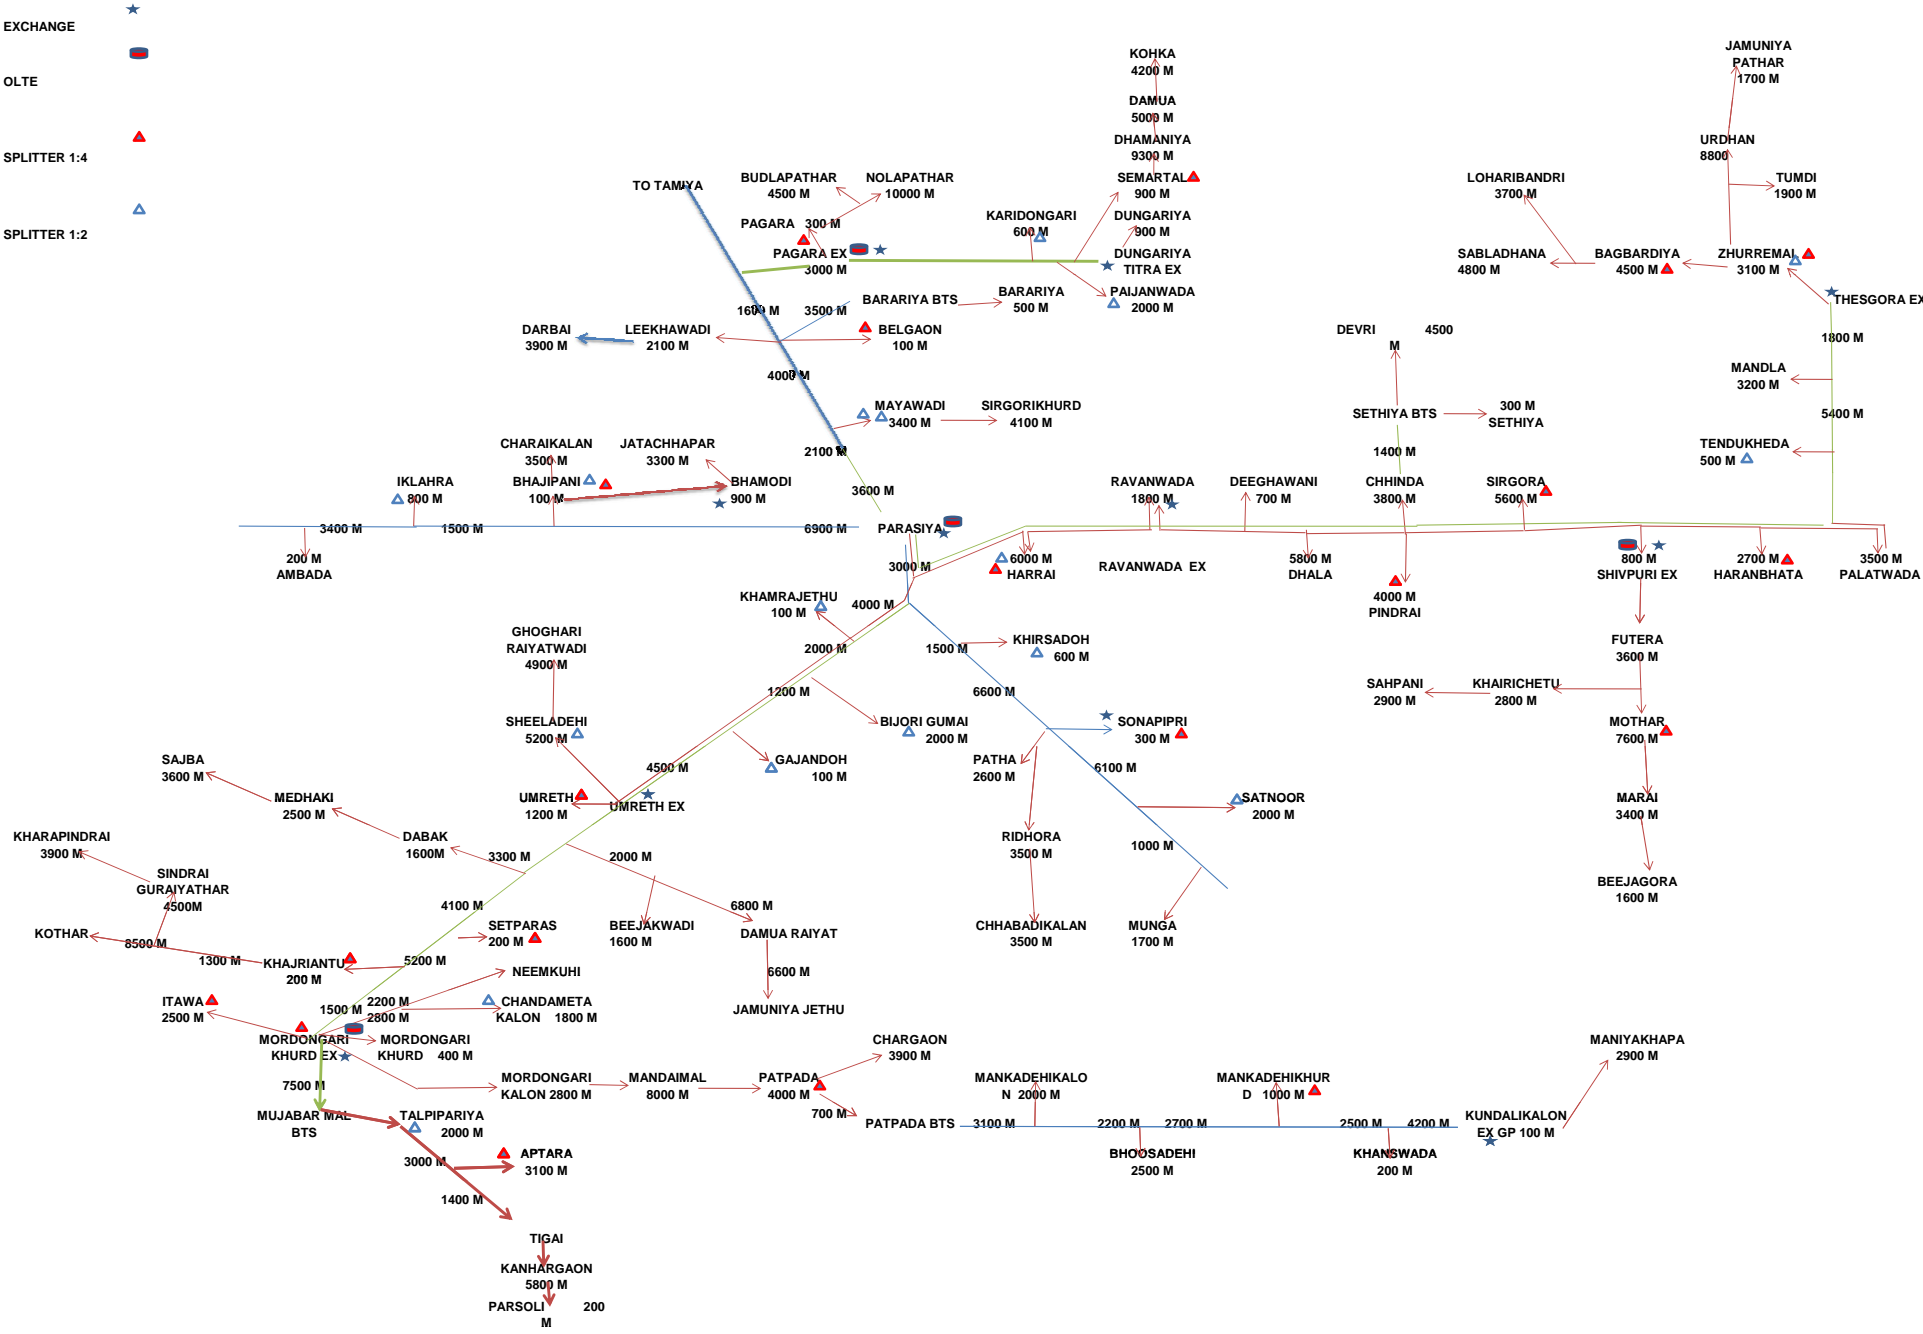 EXCHANGE
OLTE
SPLITTER 1:4
SPLITTER 1:2
KOHKA
4200 M
DAMUA
5000 M
DHAMANIYA
9300 M
SEMARTAL
900 M
JAMUNIYA
PATHAR
1700 M
URDHAN
8800
TUMDI
1900 M
LOHARIBANDRI
3700 M
TO TAMIYA
BUDLAPATHAR
4500 M
NOLAPATHAR
10000 M
PAGARA 300 M
PAGARA EX
3000 M
KARIDONGARI
600 M
DUNGARIYA
900 M
DUNGARIYA
TITRA EX
PAIJANWADA
2000 M
SABLADHANA
4800 M
BAGBARDIYA
4500 M
ZHURREMAL
3100 M
THESGORA EX
1800 M
1600 M
3500 M
BARARIYA BTS
BARARIYA
500 M
DARBAI
3900 M
LEEKHAWADI
2100 M
BELGAON
100 M
DEVRI 4500
M
MANDLA
3200 M
4000 M
MAYAWADI
3400 M
SIRGORIKHURD
4100 M
SETHIYA BTS
300 M
SETHIYA
5400 M
2100 M
CHARAIKALAN
3500 M
JATACHHAPAR
3300 M
1400 M
TENDUKHEDA
500 M
IKLAHRA
800 M
BHAJIPANI
100 M
BHAMODI
900 M
3600 M
RAVANWADA
1800 M
DEEGHAWANI
700 M
CHHINDA
3800 M
SIRGORA
5600 M
3400 M
1500 M
6900 M
PARASIYA
200 M
AMBADA
3000 M
6000 M
HARRAI
RAVANWADA EX
5800 M
DHALA
4000 M
PINDRAI
800 M
SHIVPURI EX
2700 M
HARANBHATA
3500 M
PALATWADA
KHAMRAJETHU
100 M
4000 M
GHOGHARI
RAIYATWADI
4900 M
2000 M
1500 M
KHIRSADOH
600 M
FUTERA
3600 M
1200 M
6600 M
SAHPANI
2900 M
KHAIRICHETU
2800 M
SHEELADEHI
5200 M
BIJORI GUMAI
2000 M
SONAPIPRI
300 M
MOTHAR
7600 M
SAJBA
3600 M
4500 M
GAJANDOH
100 M
PATHA
2600 M
6100 M
MEDHAKI
2500 M
UMRETH
1200 M
UMRETH EX
SATNOOR
2000 M
MARAI
3400 M
KHARAPINDRAI
3900 M
DABAK
1600M
3300 M
2000 M
RIDHORA
3500 M
1000 M
SINDRAI
GURAIYATHAR
4500M
BEEJAGORA
1600 M
4100 M
6800 M
KOTHAR
8500 M
1300 M
SETPARAS
200 M
BEEJAKWADI
1600 M
DAMUA RAIYAT
CHHABADIKALAN
3500 M
MUNGA
1700 M
KHAJRIANTU
200 M
5200 M
NEEMKUHI
6600 M
ITAWA
2500 M
1500 M
2200 M
2800 M
CHANDAMETA
KALON 1800 M
JAMUNIYA JETHU
MORDONGARI
KHURD EX
MORDONGARI
KHURD 400 M
CHARGAON
3900 M
MANIYAKHAPA
2900 M
7500 M
MORDONGARI
KALON 2800 M
MANDAIMAL
8000 M
PATPADA
4000 M
MANKADEHIKALO
N 2000 M
MANKADEHIKHUR
D 1000 M
MUJABAR MAL
BTS
TALPIPARIYA
2000 M
700 M
PATPADA BTS
3100 M
2200 M
2700 M
2500 M
4200 M
KUNDALIKALON
EX GP 100 M
3000 M
APTARA
3100 M
BHOOSADEHI
2500 M
KHANSWADA
200 M
1400 M
TIGAI
KANHARGAON
5800 M
PARSOLI 200
M